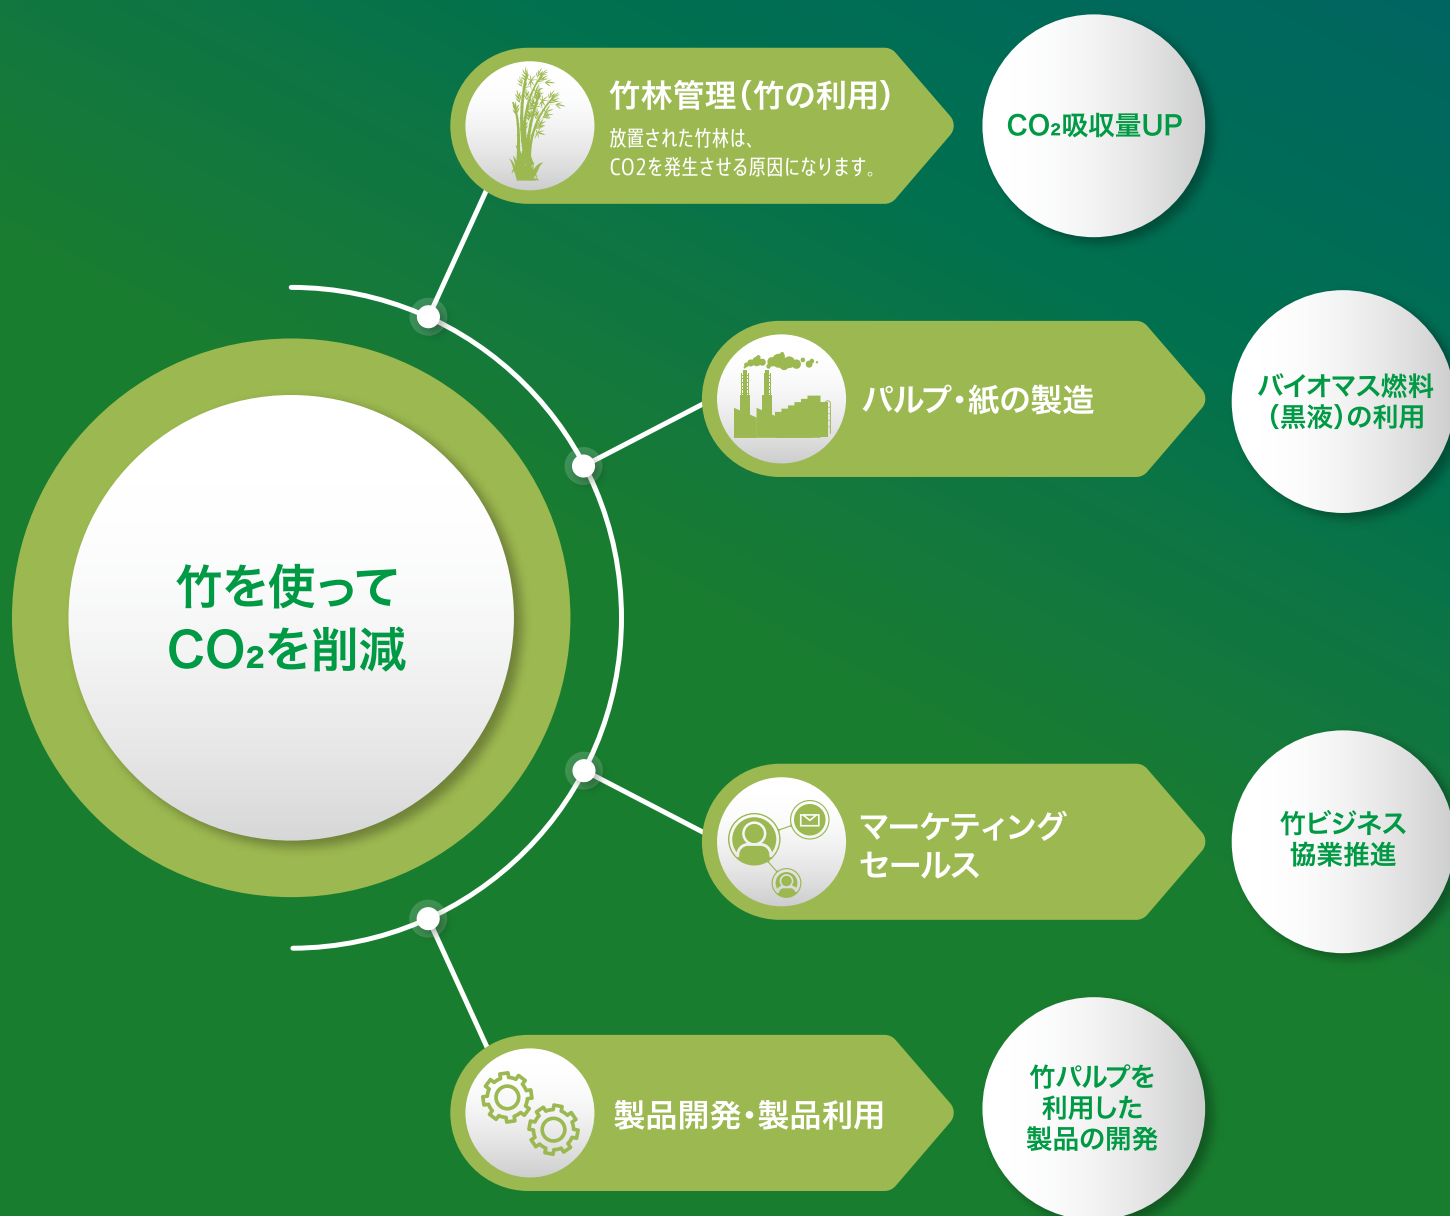 竹林管理(竹の利用)
放置された竹林は、
CO2を発生させる原因になります。
CO₂吸収量UP
パルプ・紙の製造
バイオマス燃料
(黒液)の利用
竹を使って
CO₂を削減
マーケティング
セールス
竹ビジネス
協業推進
製品開発・製品利用
竹パルプを
利用した
製品の開発